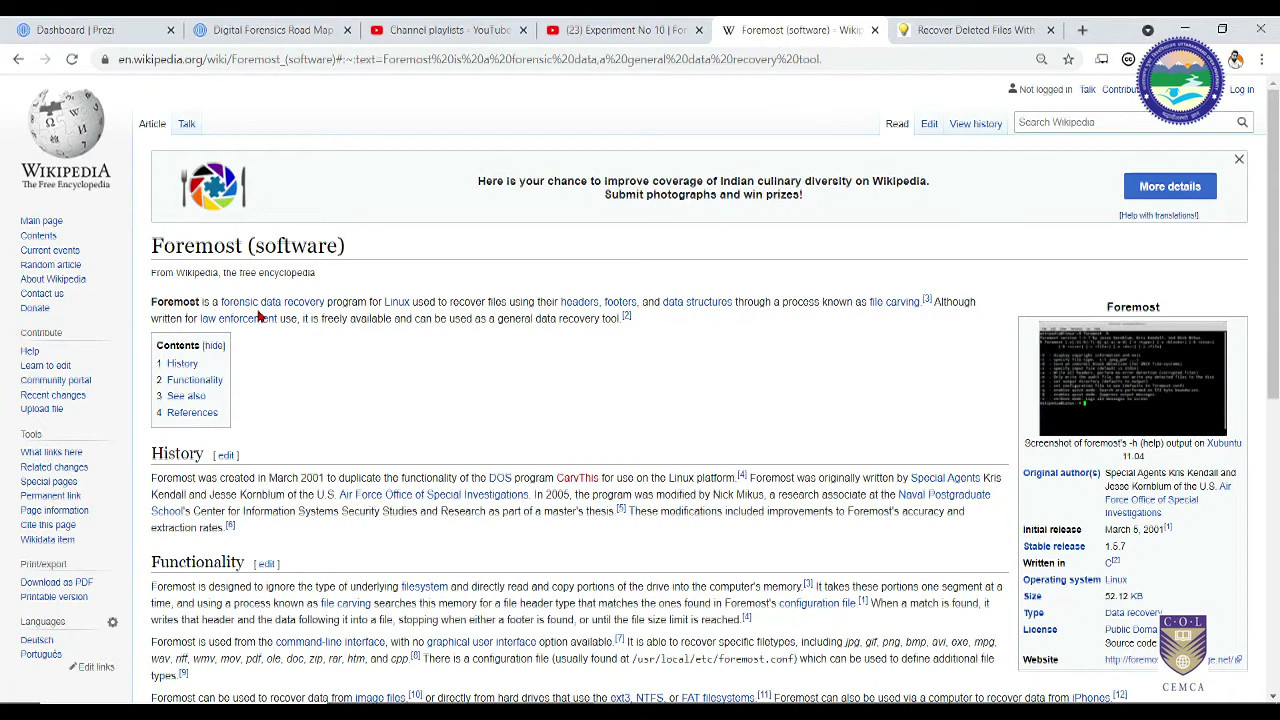 Dashboard | Prezi
Digital Forensics Road Map
Channel playlists - YouTube
(23) Experiment No 10 | For
Foremost (software) - Wikip
Recover Deleted Files With
en.wikipedia.org/wiki/Foremost_(software)#:~:text=Foremost%20is%20a%20forensic%20data,a%20general%20data%20recovery%20tool.
Not logged in Talk Contribu Log in
Article Talk
Read Edit View history
Search Wikipedia
WIKIPEDIA
The Free Encyclopedia
Here is your chance to improve coverage of Indian culinary diversity on Wikipedia.
Submit photographs and win prizes!
More details
[Help with translations!]
Main page
Contents
Current events
Random article
About Wikipedia
Contact us
Donate
Contribute
Help
Learn to edit
Community portal
Recent changes
Upload file
Tools
What links here
Related changes
Special pages
Permanent link
Page information
Cite this page
Wikidata item
Print/export
Download as PDF
Printable version
Languages
Deutsch
Português
Edit links
Foremost (software)
From Wikipedia, the free encyclopedia
Foremost is a forensic data recovery program for Linux used to recover files using their headers, footers, and data structures through a process known as file carving.[3] Although
written for law enforcement use, it is freely available and can be used as a general data recovery tool.[2]
Contents [hide]
1 History
2 Functionality
3 See also
4 References
History [ edit ]
Foremost was created in March 2001 to duplicate the functionality of the DOS program CarvThis for use on the Linux platform.[4] Foremost was originally written by Special Agents Kris
Kendall and Jesse Kornblum of the U.S. Air Force Office of Special Investigations. In 2005, the program was modified by Nick Mikus, a research associate at the Naval Postgraduate
School's Center for Information Systems Security Studies and Research as part of a master's thesis.[5] These modifications included improvements to Foremost's accuracy and
extraction rates.[6]
Functionality [ edit ]
Foremost is designed to ignore the type of underlying filesystem and directly read and copy portions of the drive into the computer's memory.[3] It takes these portions one segment at a
time, and using a process known as file carving searches this memory for a file header type that matches the ones found in Foremost's configuration file.[1] When a match is found, it
writes that header and the data following it into a file, stopping when either a footer is found, or until the file size limit is reached.[4]
Foremost is used from the command-line interface, with no graphical user interface option available.[7] It is able to recover specific filetypes, including jpg, gif, png, bmp, avi, exe, mpg,
wav, riff, wmv, mov, pdf, ole, doc, zip, rar, htm, and cpp.[8] There is a configuration file (usually found at /usr/local/etc/foremost.conf) which can be used to define additional file
types.[9]
Foremost can be used to recover data from image files,[10] or directly from hard drives that use the ext3, NTFS, or FAT filesystems.[11] Foremost can also be used via a computer to recover data from iPhones.[12]
Foremost
Screenshot of foremost's -h (help) output on Xubuntu
11.04
Original author(s) Special Agents Kris Kendall and
Jesse Kornblum of the U.S. Air
Force Office of Special
Investigations
Initial release March 5, 2001[1]
Stable release 1.5.7
Written in C[2]
Operating system Linux
Size 52.12 KB
Type Data recovery
License Public Doma
Source code
Website http://foremo ge.net/
C O L
CEMCA